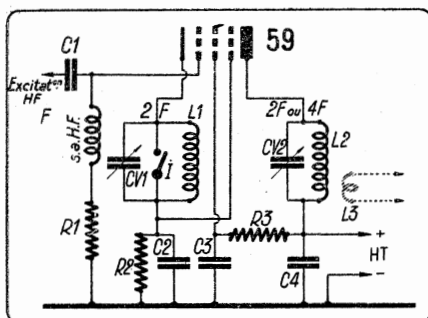 59
C1
Excitat.on
HF
F
s.a.H.F.
2 F
L1
CV1
I
2F ou 4F
CV2
L2
L3
R1
R2
C2
C3
R3
C4
+
HT
-